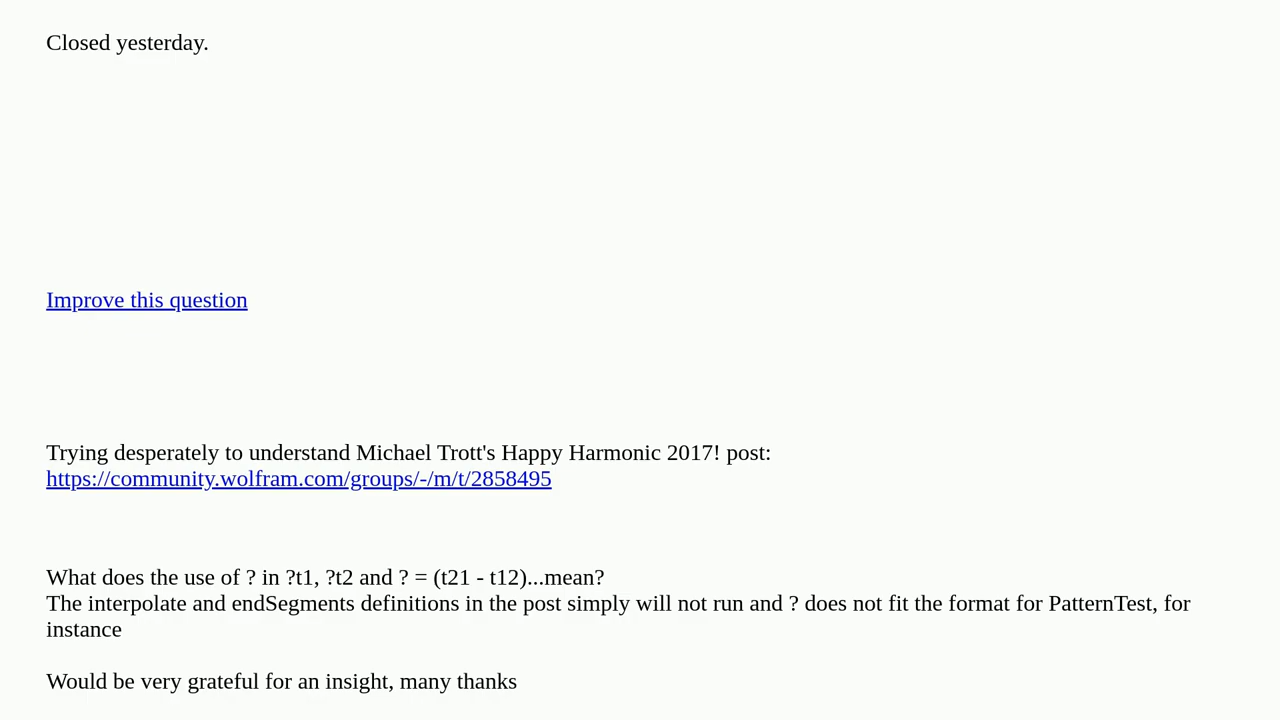 Closed yesterday.
Improve this question
Trying desperately to understand Michael Trott's Happy Harmonic 2017! post:
https://community.wolfram.com/groups/-/m/t/2858495
What does the use of ? in ?t1, ?t2 and ? = (t21 - t12)...mean?
The interpolate and endSegments definitions in the post simply will not run and ? does not fit the format for PatternTest, for
instance
Would be very grateful for an insight, many thanks